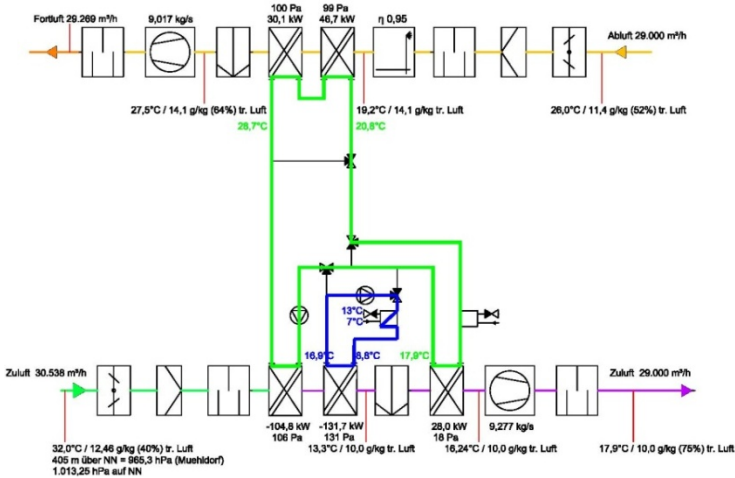 100 Pa
30,1 kW
99 Pa
46,7 kW
Fortluft 29.269 m³/h
9,017 kg/s
η 0,95
Abluft 29.000 m³/h
27,5°C / 14,1 g/kg (64%) tr. Luft
19,2°C / 14,1 g/kg tr. Luft
26,0°C / 11,4 g/kg (52%) tr. Luft
28,7°C
20,8°C
13°C
7°C
16,9°C
6,8°C
17,9°C
Zuluft 30.538 m³/h
Zuluft 29.000 m³/h
-104,8 kW
106 Pa
-131,7 kW
131 Pa
28,0 kW
18 Pa
9,277 kg/s
32,0°C / 12,46 g/kg (40%) tr. Luft
405 m über NN = 965,3 hPa (Muehldorf)
1.013,25 hPa auf NN
13,3°C / 10,0 g/kg tr. Luft
16,24°C / 10,0 g/kg tr. Luft
17,9°C / 10,0 g/kg (75%) tr. Luft